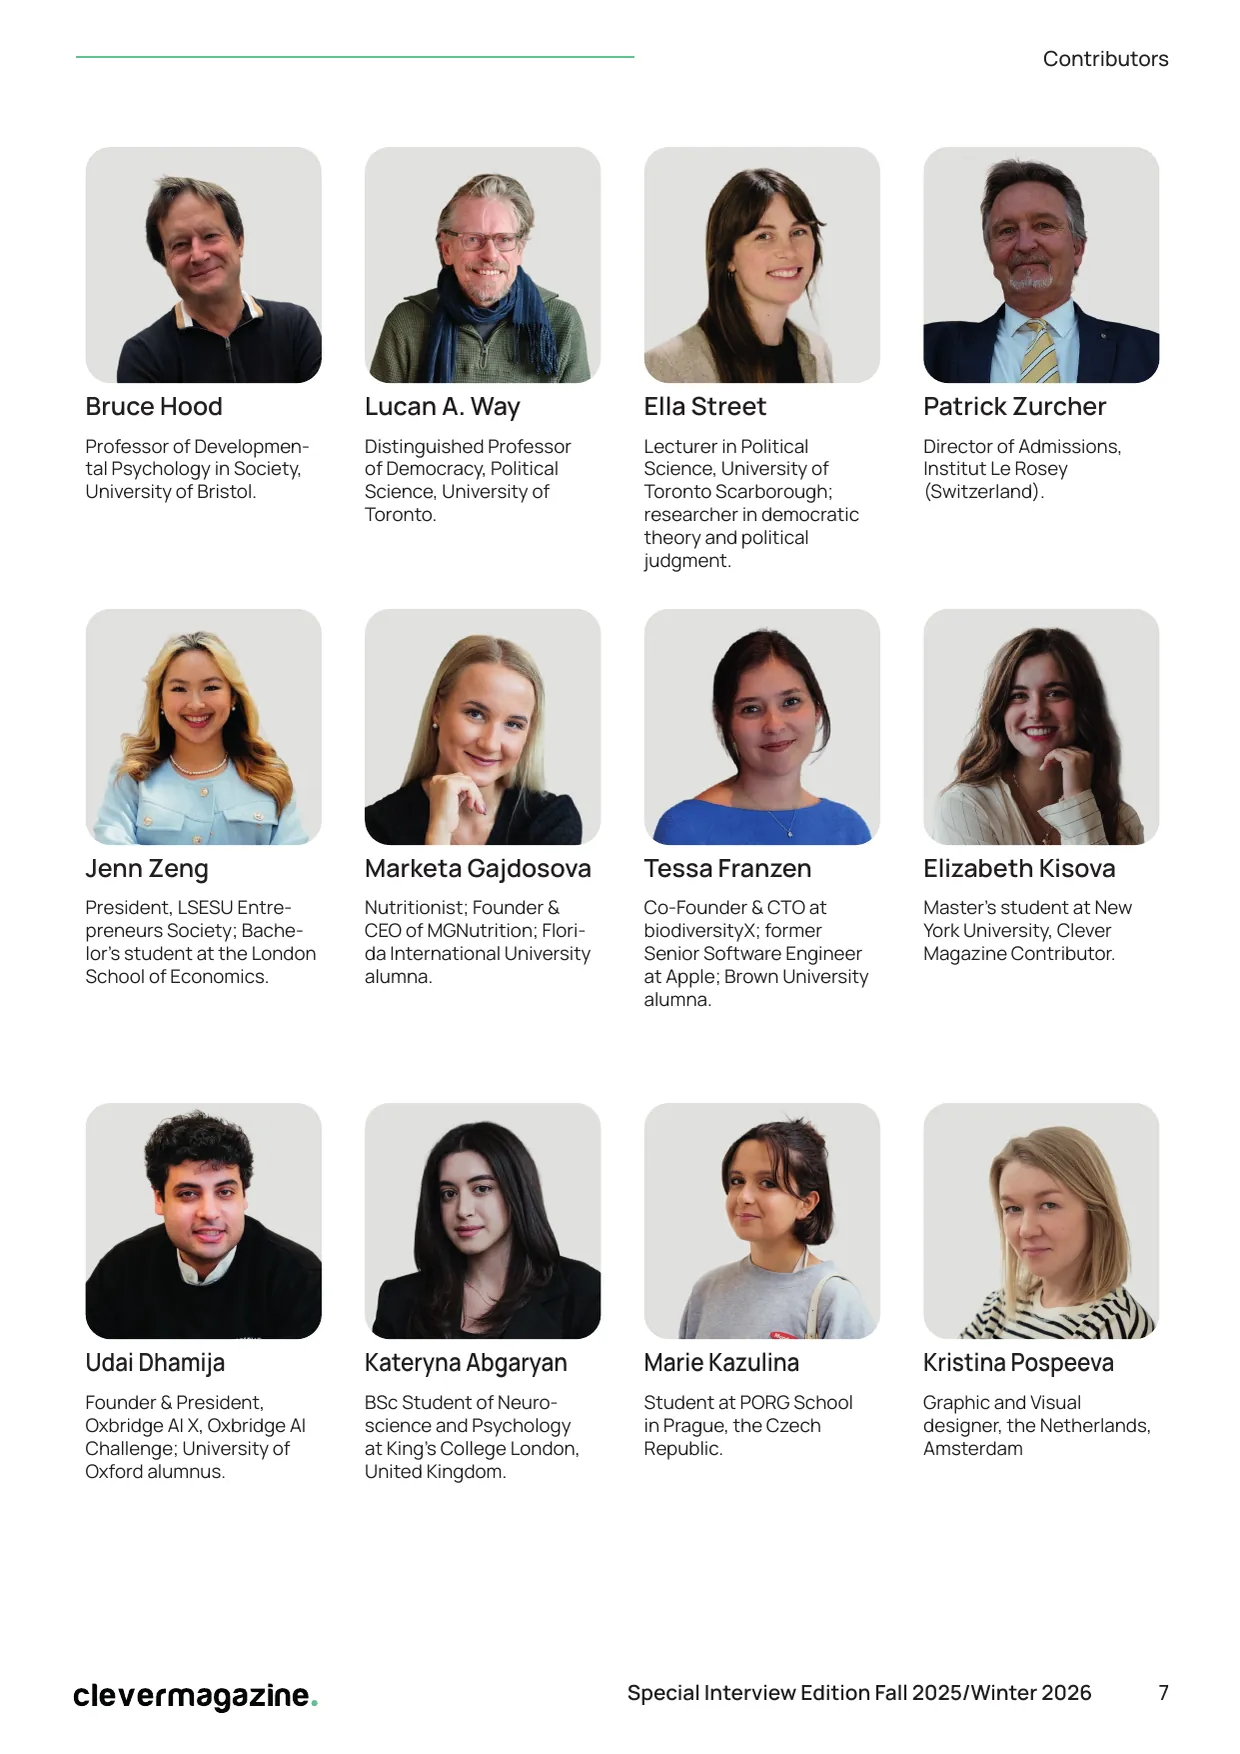 Contributors
Bruce Hood
Professor of Developmen-
tal Psychology in Society,
University of Bristol.
Lucan A. Way
Distinguished Professor
of Democracy, Political
Science, University of
Toronto.
Ella Street
Lecturer in Political
Science, University of
Toronto Scarborough;
researcher in democratic
theory and political
judgment.
Patrick Zurcher
Director of Admissions,
Institut Le Rosey
(Switzerland).
Jenn Zeng
President, LSESU Entre-
preneurs Society; Bache-
lor's student at the London
School of Economics.
Marketa Gajdosova
Nutritionist; Founder &
CEO of MGNutrition; Flori-
da International University
alumna.
Tessa Franzen
Co-Founder & CTO at
biodiversityX; former
Senior Software Engineer
at Apple; Brown University
alumna.
Elizabeth Kisova
Master's student at New
York University, Clever
Magazine Contributor.
Udai Dhamija
Founder & President,
Oxbridge AI X, Oxbridge AI
Challenge; University of
Oxford alumnus.
Kateryna Abgaryan
BSc Student of Neuro-
science and Psychology
at King's College London,
United Kingdom.
Marie Kazulina
Student at PORG School
in Prague, the Czech
Republic.
Kristina Pospeeva
Graphic and Visual
designer, the Netherlands,
Amsterdam
clevermagazine.
Special Interview Edition Fall 2025/Winter 2026
7